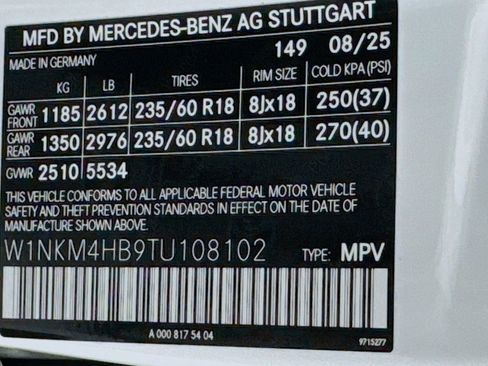 MFD BY MERCEDES-BENZ AG STUTTGART
MADE IN GERMANY 149 08/25
KG LB TIRES RIM SIZE COLD KPA(PSI)
GAWR FRONT 1185 2612 235/60 R18 8Jx18 250(37)
GAWR REAR 1350 2976 235/60 R18 8Jx18 270(40)
GVWR 2510 5534
THIS VEHICLE CONFORMS TO ALL APPLICABLE FEDERAL MOTOR VEHICLE
SAFETY AND THEFT PREVENTION STANDARDS IN EFFECT ON THE DATE OF
MANUFACTURE SHOWN ABOVE.
W1NKM4HB9TU108102 TYPE: MPV
A 000 817 54 04 9715277